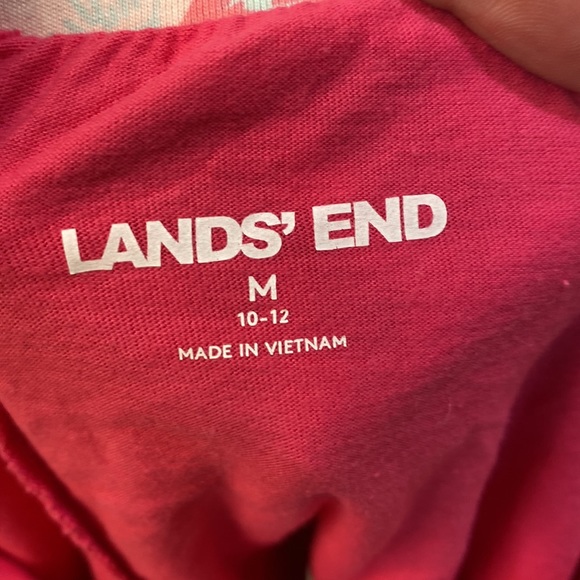 LANDS' END
M
10-12
MADE IN VIETNAM